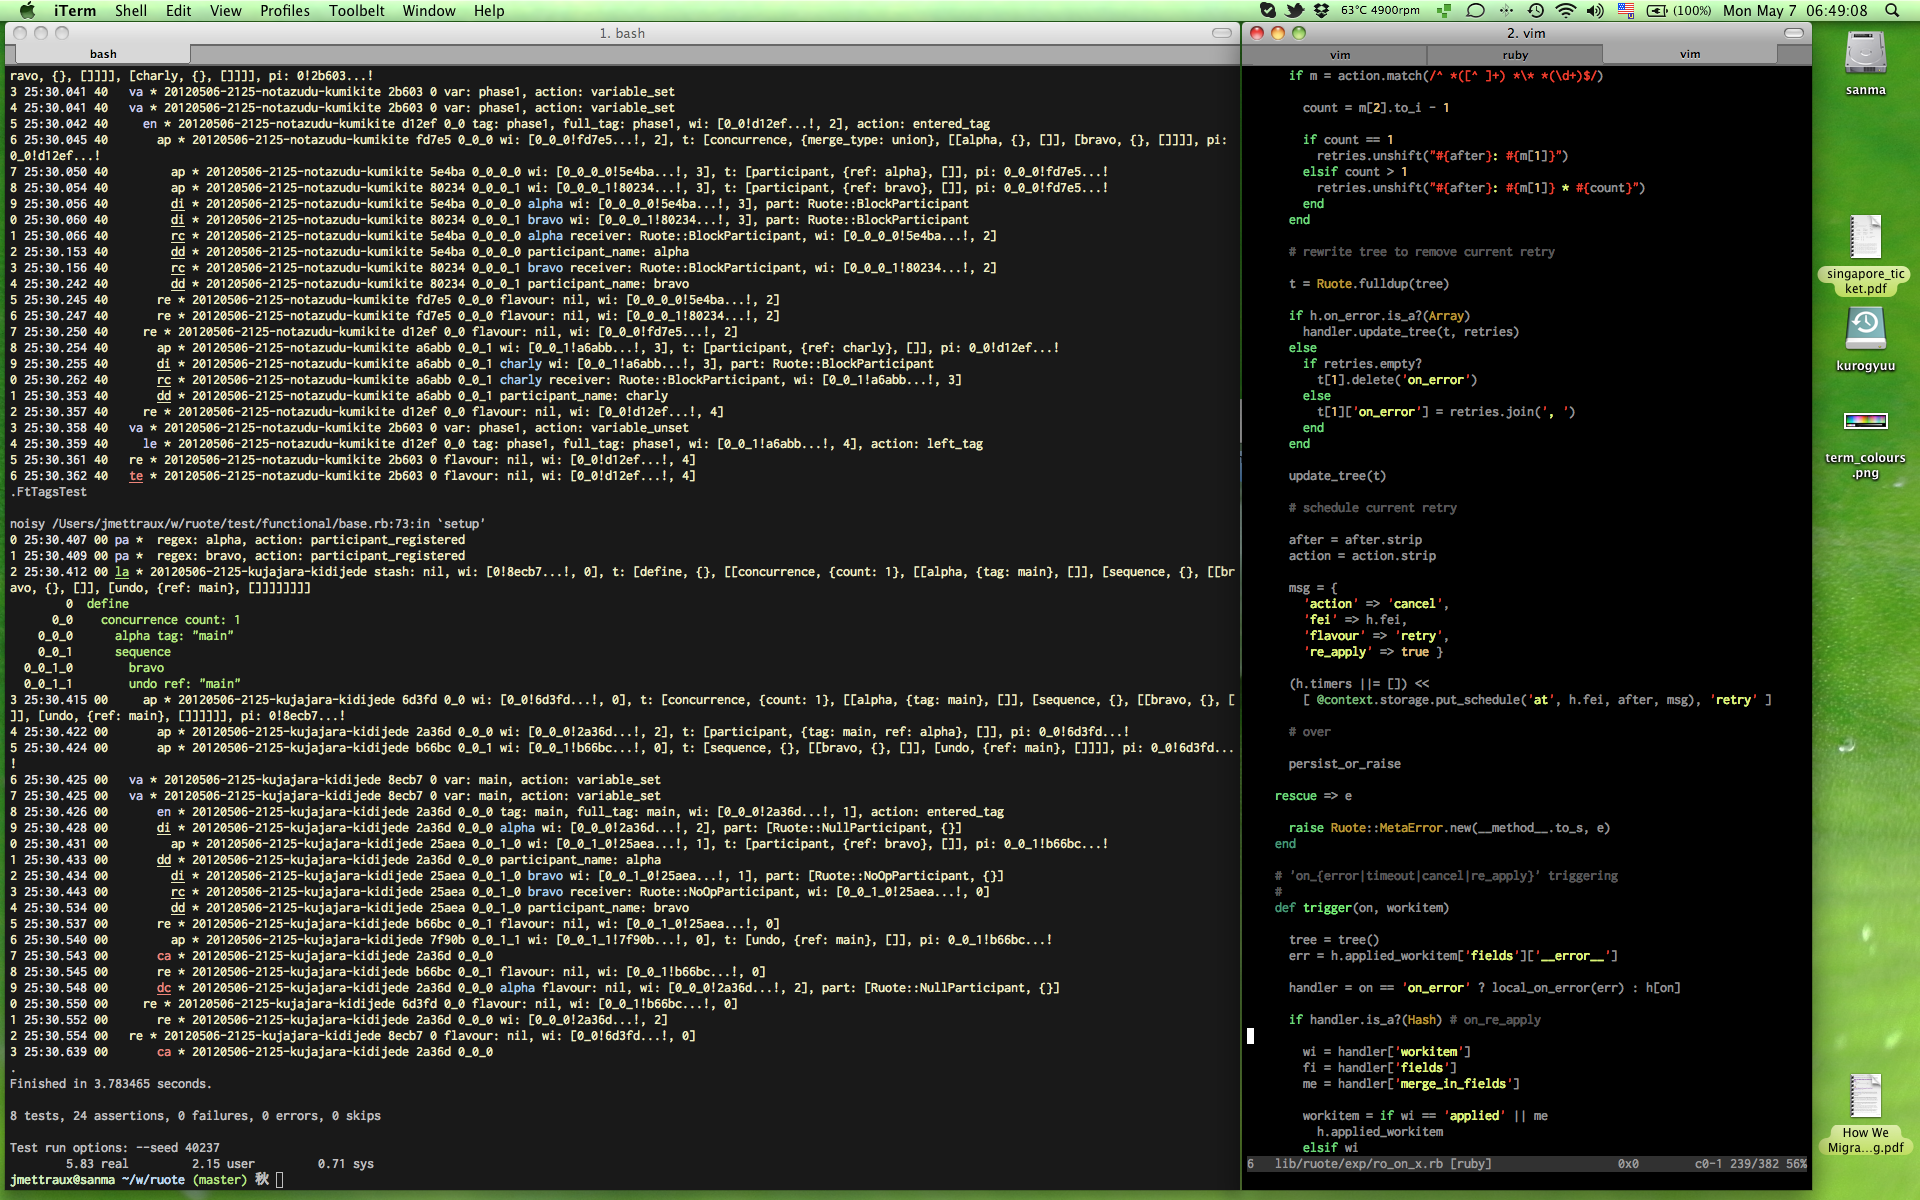 iTerm Shell Edit View Profiles Toolbelt Window Help
63°C 4900rpm (100%) Mon May 7 06:49:08
1. bash
bash
ravo, {}, []]]], [charly, {}, []]]], pi: 0!2b603...!
3 25:30.041 40 va * 20120506-2125-notazudu-kumikite 2b603 0 var: phase1, action: variable_set
4 25:30.041 40 va * 20120506-2125-notazudu-kumikite 2b603 0 var: phase1, action: variable_set
5 25:30.042 40 en * 20120506-2125-notazudu-kumikite d12ef 0_0 tag: phase1, full_tag: phase1, wi: [0_0!d12ef...!, 2], action: entered_tag
6 25:30.045 40 ap * 20120506-2125-notazudu-kumikite fd7e5 0_0_0 wi: [0_0_0!fd7e5...!, 2], t: [concurrence, {merge_type: union}, [[alpha, {}, []], [bravo, {}, []]]], pi:
0_0!d12ef...!
7 25:30.050 40 ap * 20120506-2125-notazudu-kumikite 5e4ba 0_0_0_0 wi: [0_0_0_0!5e4ba...!, 3], t: [participant, {ref: alpha}, []], pi: 0_0_0!fd7e5...!
8 25:30.054 40 ap * 20120506-2125-notazudu-kumikite 80234 0_0_0_1 wi: [0_0_0_1!80234...!, 3], t: [participant, {ref: bravo}, []], pi: 0_0_0!fd7e5...!
9 25:30.056 40 di * 20120506-2125-notazudu-kumikite 5e4ba 0_0_0_0 alpha wi: [0_0_0_0!5e4ba...!, 3], part: Ruote::BlockParticipant
0 25:30.060 40 di * 20120506-2125-notazudu-kumikite 80234 0_0_0_1 bravo wi: [0_0_0_1!80234...!, 3], part: Ruote::BlockParticipant
1 25:30.066 40 rc * 20120506-2125-notazudu-kumikite 5e4ba 0_0_0_0 alpha receiver: Ruote::BlockParticipant, wi: [0_0_0_0!5e4ba...!, 2]
2 25:30.153 40 dd * 20120506-2125-notazudu-kumikite 5e4ba 0_0_0_0 participant_name: alpha
3 25:30.156 40 rc * 20120506-2125-notazudu-kumikite 80234 0_0_0_1 bravo receiver: Ruote::BlockParticipant, wi: [0_0_0_1!80234...!, 2]
4 25:30.242 40 dd * 20120506-2125-notazudu-kumikite 80234 0_0_0_1 participant_name: bravo
5 25:30.245 40 re * 20120506-2125-notazudu-kumikite fd7e5 0_0_0 flavour: nil, wi: [0_0_0_0!5e4ba...!, 2]
6 25:30.247 40 re * 20120506-2125-notazudu-kumikite fd7e5 0_0_0 flavour: nil, wi: [0_0_0_1!80234...!, 2]
7 25:30.250 40 re * 20120506-2125-notazudu-kumikite d12ef 0_0 flavour: nil, wi: [0_0_0!fd7e5...!, 2]
8 25:30.254 40 ap * 20120506-2125-notazudu-kumikite a6abb 0_0_1 wi: [0_0_1!a6abb...!, 3], t: [participant, {ref: charly}, []], pi: 0_0!d12ef...!
9 25:30.255 40 di * 20120506-2125-notazudu-kumikite a6abb 0_0_1 charly wi: [0_0_1!a6abb...!, 3], part: Ruote::BlockParticipant
0 25:30.262 40 rc * 20120506-2125-notazudu-kumikite a6abb 0_0_1 charly receiver: Ruote::BlockParticipant, wi: [0_0_1!a6abb...!, 3]
1 25:30.353 40 dd * 20120506-2125-notazudu-kumikite a6abb 0_0_1 participant_name: charly
2 25:30.357 40 re * 20120506-2125-notazudu-kumikite d12ef 0_0 flavour: nil, wi: [0_0_1!d12ef...!, 4]
3 25:30.358 40 va * 20120506-2125-notazudu-kumikite 2b603 0 var: phase1, action: variable_unset
4 25:30.359 40 le * 20120506-2125-notazudu-kumikite d12ef 0_0 tag: phase1, full_tag: phase1, wi: [0_0_1!a6abb...!, 4], action: left_tag
5 25:30.361 40 re * 20120506-2125-notazudu-kumikite 2b603 0 flavour: nil, wi: [0_0!d12ef...!, 4]
6 25:30.362 40 te * 20120506-2125-notazudu-kumikite 2b603 0 flavour: nil, wi: [0_0!d12ef...!, 4]
.FtTagsTest
noisy /Users/jmettraux/w/ruote/test/functional/base.rb:73:in `setup'
0 25:30.407 00 pa * regex: alpha, action: participant_registered
1 25:30.409 00 pa * regex: bravo, action: participant_registered
2 25:30.412 00 la * 20120506-2125-kujajara-kidijede stash: nil, wi: [0!8ecb7...!, 0], t: [define, {}, [[concurrence, {count: 1}, [[alpha, {tag: main}, []], [sequence, {}, [[br
avo, {}, []], [undo, {ref: main}, []]]]]]]]
0 define
0_0 concurrence count: 1
0_0_0 alpha tag: "main"
0_0_1 sequence
0_0_1_0 bravo
0_0_1_1 undo ref: "main"
3 25:30.415 00 ap * 20120506-2125-kujajara-kidijede 6d3fd 0_0 wi: [0_0!6d3fd...!, 0], t: [concurrence, {count: 1}, [[alpha, {tag: main}, []], [sequence, {}, [[bravo, {}, [
]], [undo, {ref: main}, []]]]]], pi: 0!8ecb7...!
4 25:30.422 00 ap * 20120506-2125-kujajara-kidijede 2a36d 0_0_0 wi: [0_0_0!2a36d...!, 2], t: [participant, {tag: main, ref: alpha}, []], pi: 0_0!6d3fd...!
5 25:30.424 00 ap * 20120506-2125-kujajara-kidijede b66bc 0_0_1 wi: [0_0_1!b66bc...!, 0], t: [sequence, {}, [[bravo, {}, []], [undo, {ref: main}, []]]], pi: 0_0!6d3fd...
!
6 25:30.425 00 va * 20120506-2125-kujajara-kidijede 8ecb7 0 var: main, action: variable_set
7 25:30.425 00 va * 20120506-2125-kujajara-kidijede 8ecb7 0 var: main, action: variable_set
8 25:30.426 00 en * 20120506-2125-kujajara-kidijede 2a36d 0_0_0 tag: main, full_tag: main, wi: [0_0_0!2a36d...!, 1], action: entered_tag
9 25:30.428 00 di * 20120506-2125-kujajara-kidijede 2a36d 0_0_0 alpha wi: [0_0_0!2a36d...!, 2], part: [Ruote::NullParticipant, {}]
0 25:30.431 00 ap * 20120506-2125-kujajara-kidijede 25aea 0_0_1_0 wi: [0_0_1_0!25aea...!, 1], t: [participant, {ref: bravo}, []], pi: 0_0_1!b66bc...!
1 25:30.433 00 dd * 20120506-2125-kujajara-kidijede 2a36d 0_0_0 participant_name: alpha
2 25:30.434 00 di * 20120506-2125-kujajara-kidijede 25aea 0_0_1_0 bravo wi: [0_0_1_0!25aea...!, 1], part: [Ruote::NoOpParticipant, {}]
3 25:30.443 00 rc * 20120506-2125-kujajara-kidijede 25aea 0_0_1_0 bravo receiver: Ruote::NoOpParticipant, wi: [0_0_1_0!25aea...!, 0]
4 25:30.534 00 dd * 20120506-2125-kujajara-kidijede 25aea 0_0_1_0 participant_name: bravo
5 25:30.537 00 re * 20120506-2125-kujajara-kidijede b66bc 0_0_1 flavour: nil, wi: [0_0_1_0!25aea...!, 0]
6 25:30.540 00 ap * 20120506-2125-kujajara-kidijede 7f90b 0_0_1_1 wi: [0_0_1_1!7f90b...!, 0], t: [undo, {ref: main}, []], pi: 0_0_1!b66bc...!
7 25:30.543 00 ca * 20120506-2125-kujajara-kidijede 2a36d 0_0_0
8 25:30.545 00 re * 20120506-2125-kujajara-kidijede b66bc 0_0_1 flavour: nil, wi: [0_0_1!b66bc...!, 0]
9 25:30.548 00 dc * 20120506-2125-kujajara-kidijede 2a36d 0_0_0 alpha flavour: nil, wi: [0_0_0!2a36d...!, 2], part: [Ruote::NullParticipant, {}]
0 25:30.550 00 re * 20120506-2125-kujajara-kidijede 6d3fd 0_0 flavour: nil, wi: [0_0_1!b66bc...!, 0]
1 25:30.552 00 re * 20120506-2125-kujajara-kidijede 2a36d 0_0_0 wi: [0_0_0!2a36d...!, 2]
2 25:30.554 00 re * 20120506-2125-kujajara-kidijede 8ecb7 0 flavour: nil, wi: [0_0!6d3fd...!, 0]
3 25:30.639 00 ca * 20120506-2125-kujajara-kidijede 2a36d 0_0_0
.
Finished in 3.783465 seconds.
8 tests, 24 assertions, 0 failures, 0 errors, 0 skips
Test run options: --seed 40237
5.83 real 2.15 user 0.71 sys
jmettraux@sanma ~/w/ruote (master) 秋
2. vim
vim ruby vim
if m = action.match(/^ *([^ ]+) *\* *(\d+)$/)
count = m[2].to_i - 1
if count == 1
retries.unshift("#{after}: #{m[1]}")
elsif count > 1
retries.unshift("#{after}: #{m[1]} * #{count}")
end
end
# rewrite tree to remove current retry
t = Ruote.fulldup(tree)
if h.on_error.is_a?(Array)
handler.update_tree(t, retries)
else
if retries.empty?
t[1].delete('on_error')
else
t[1]['on_error'] = retries.join(', ')
end
end
update_tree(t)
# schedule current retry
after = after.strip
action = action.strip
msg = {
'action' => 'cancel',
'fei' => h.fei,
'flavour' => 'retry',
're_apply' => true }
(h.timers ||= []) <<
[ @context.storage.put_schedule('at', h.fei, after, msg), 'retry' ]
# over
persist_or_raise
rescue => e
raise Ruote::MetaError.new(__method__.to_s, e)
end
# 'on_{error|timeout|cancel|re_apply}' triggering
#
def trigger(on, workitem)
tree = tree()
err = h.applied_workitem['fields']['__error__']
handler = on == 'on_error' ? local_on_error(err) : h[on]
if handler.is_a?(Hash) # on_re_apply
wi = handler['workitem']
fi = handler['fields']
me = handler['merge_in_fields']
workitem = if wi == 'applied' || me
h.applied_workitem
elsif wi
6 lib/ruote/exp/ro_on_x.rb [ruby] 0x0 c0-1 239/382 56%
sanma
singapore_tic
ket.pdf
kurogyuu
term_colours
.png
How We
Migra...g.pdf